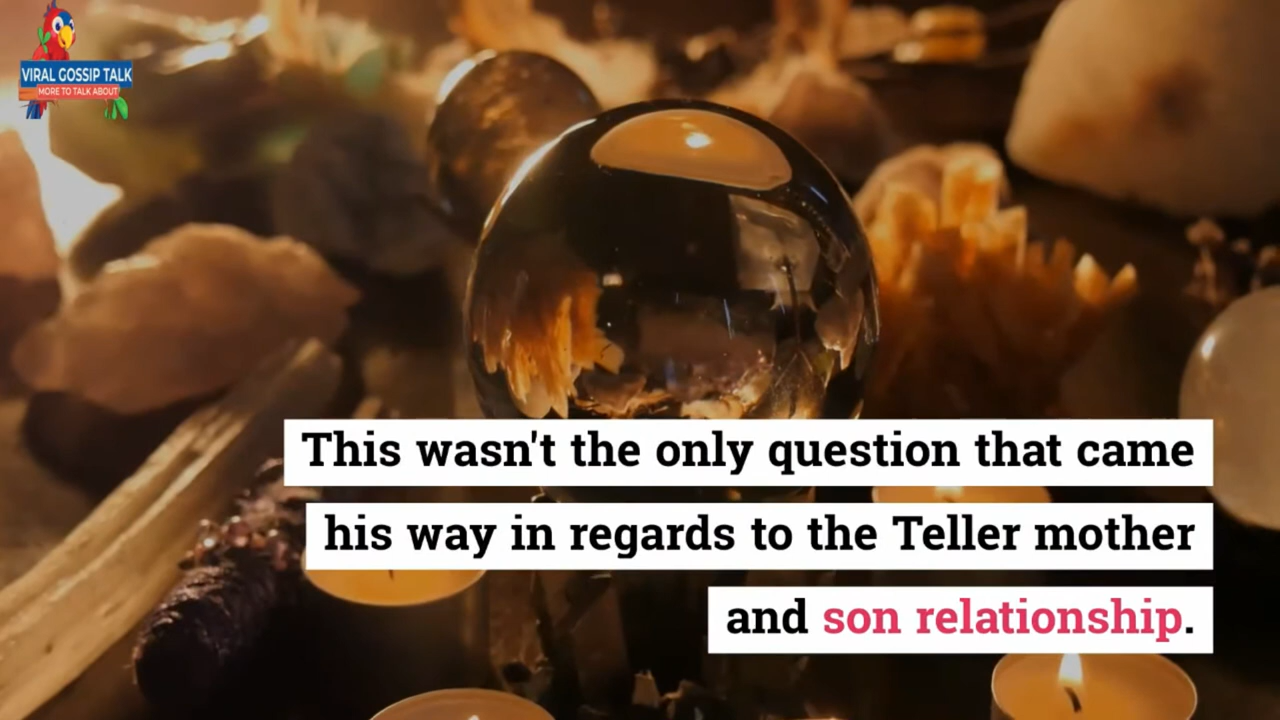 VIRAL GOSSIP TALK
MORE TO TALK ABOUT
This wasn't the only question that came
his way in regards to the Teller mother
and son relationship.